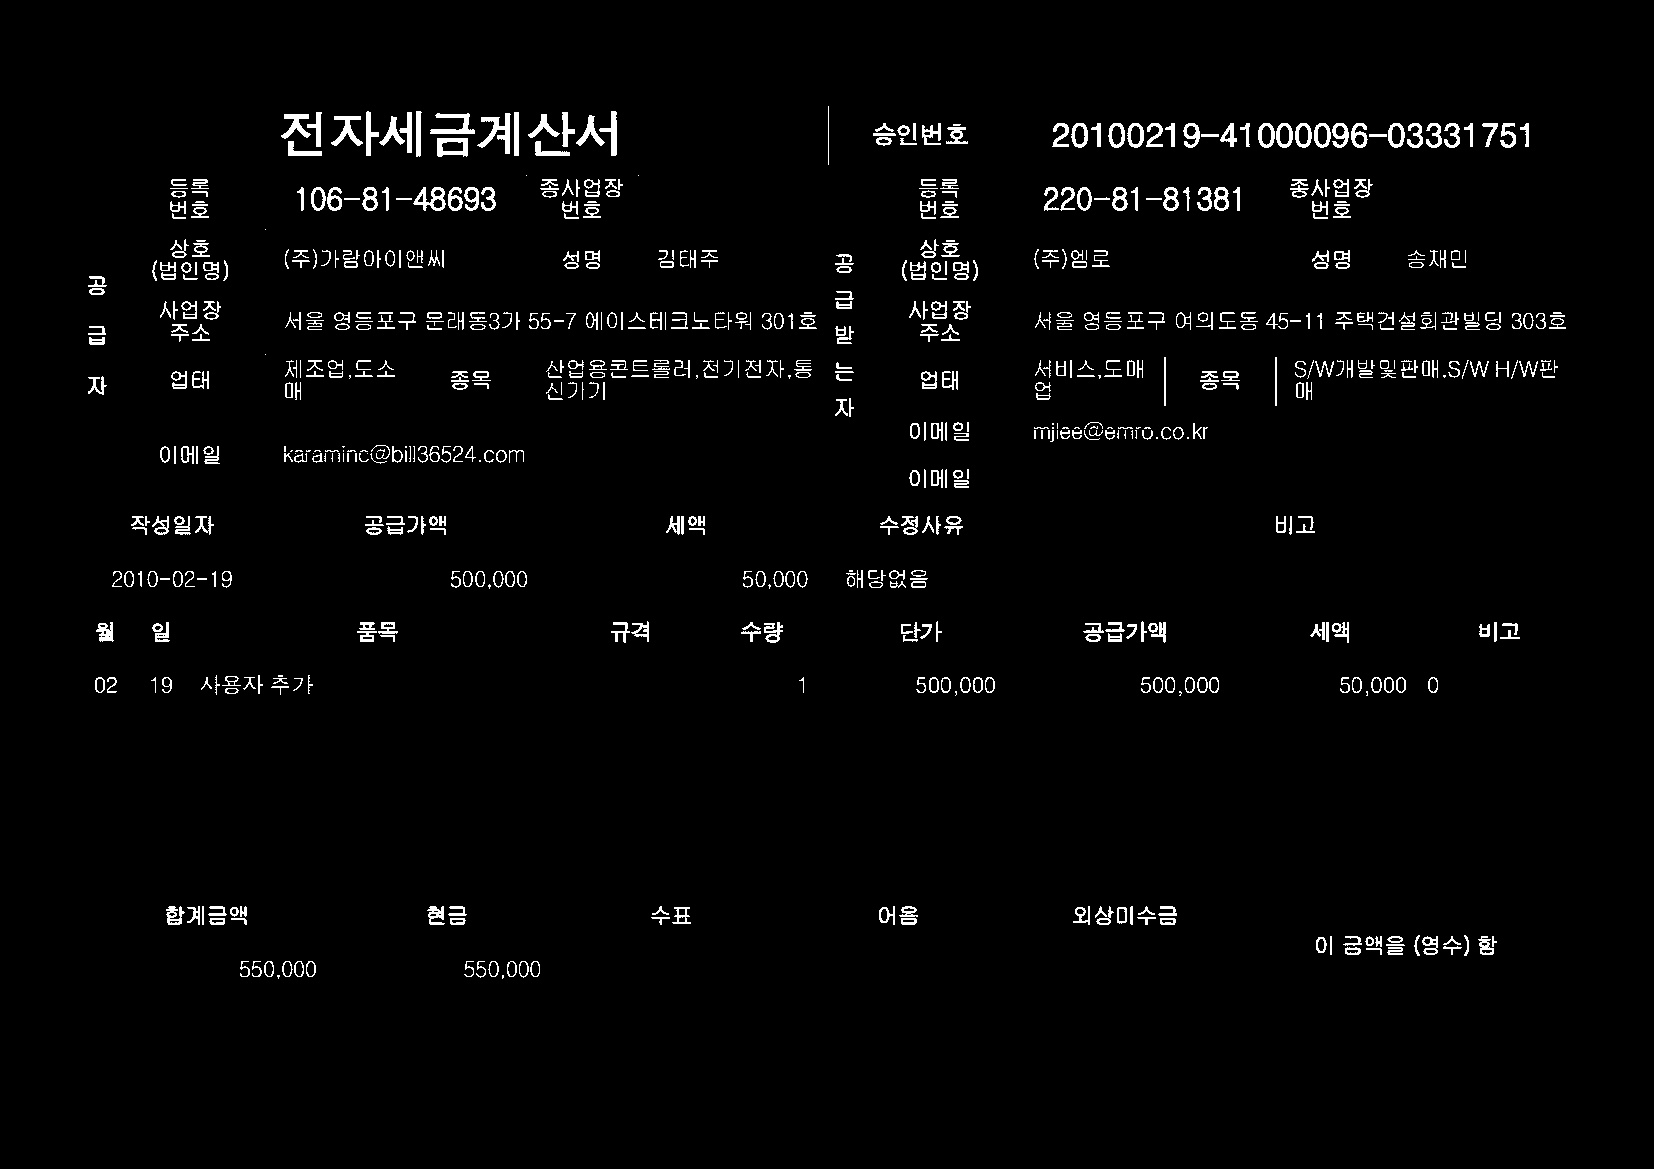 전자세금계산서 승인번호 20100219-41000096-03331751
등록번호 106-81-48693 종사업장번호 등록번호 220-81-81381 종사업장번호
공급자 상호(법인명) (주)가람아이앤씨 성명 김태주 공급받는자 상호(법인명) (주)엠로 성명 송재민
사업장주소 서울 영등포구 문래동3가 55-7 에이스테크노타워 301호 사업장주소 서울 영등포구 여의도동 45-11 주택건설회관빌딩 303호
업태 제조업,도소매 종목 산업용콘트롤러,전기전자,통신기기 업태 서비스,도매업 종목 S/W개발및판매.S/W H/W판매
이메일 karaminc@bill36524.com 이메일 mjlee@emro.co.kr
이메일
작성일자 공급가액 세액 수정사유 비고
2010-02-19 500,000 50,000 해당없음
월 일 품목 규격 수량 단가 공급가액 세액 비고
02 19 사용자 추가 1 500,000 500,000 50,000 0
합계금액 현금 수표 어음 외상미수금
이 금액을 (영수) 함
550,000 550,000